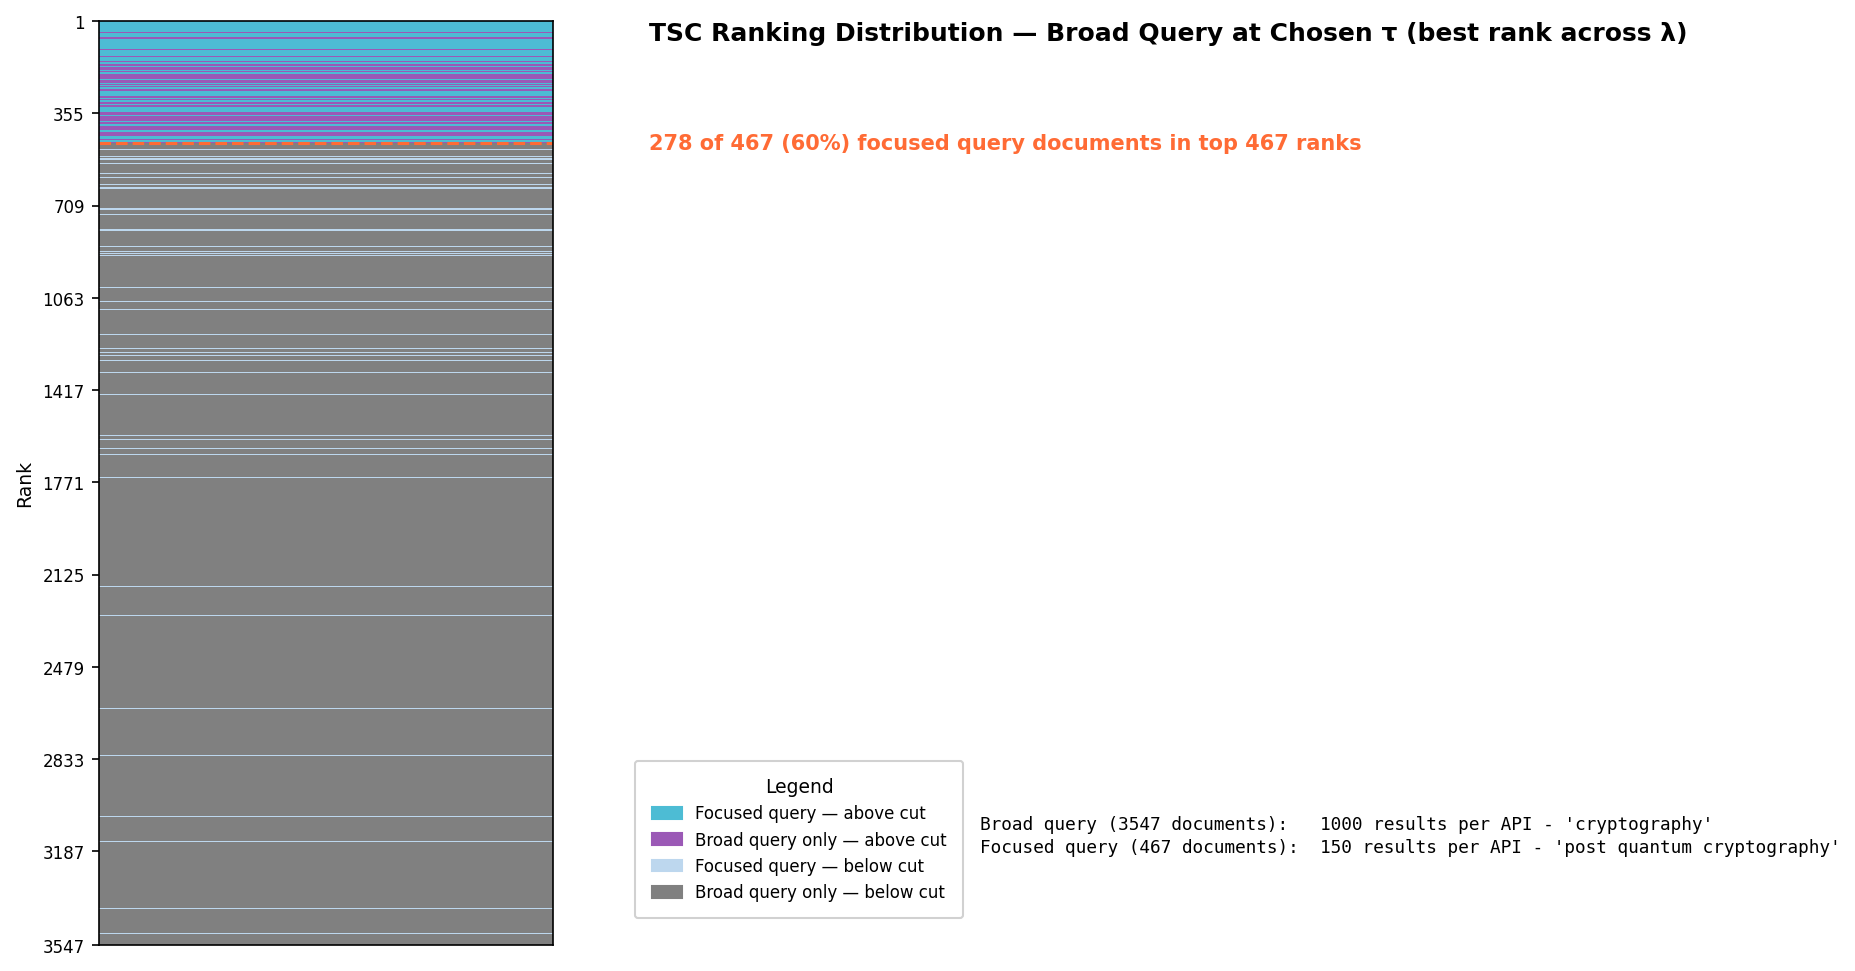 TSC Ranking Distribution — Broad Query at Chosen τ (best rank across λ)
278 of 467 (60%) focused query documents in top 467 ranks
Rank
1
355
709
1063
1417
1771
2125
2479
2833
3187
3547
Legend
Focused query — above cut
Broad query only — above cut
Focused query — below cut
Broad query only — below cut
Broad query (3547 documents): 1000 results per API - 'cryptography'
Focused query (467 documents): 150 results per API - 'post quantum cryptography'